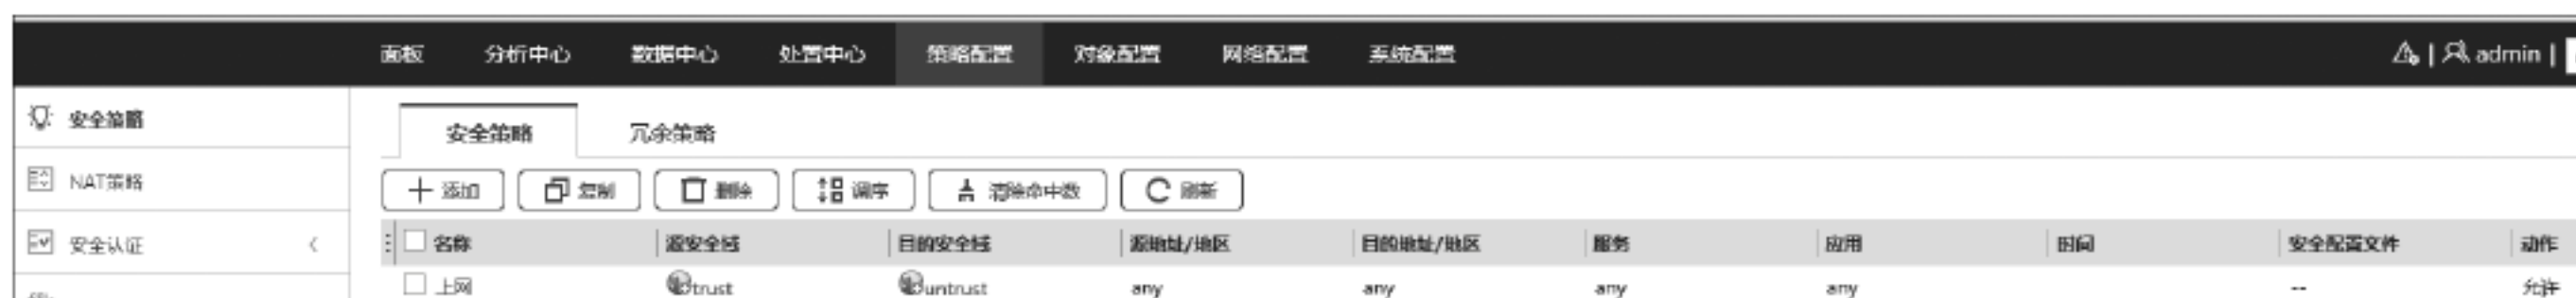 面板 分析中心 数据中心 处置中心 策略配置 对象配置 网络配置 系统配置 | admin |
安全策略
安全策略 冗余策略
NAT策略
添加 复制 删除 调序 清除命中数 刷新
安全认证
名称 源安全域 目的安全域 源地址/地区 目的地址/地区 服务 应用 时间 安全配置文件 动作
上网 trust untrust any any any any -- 允许